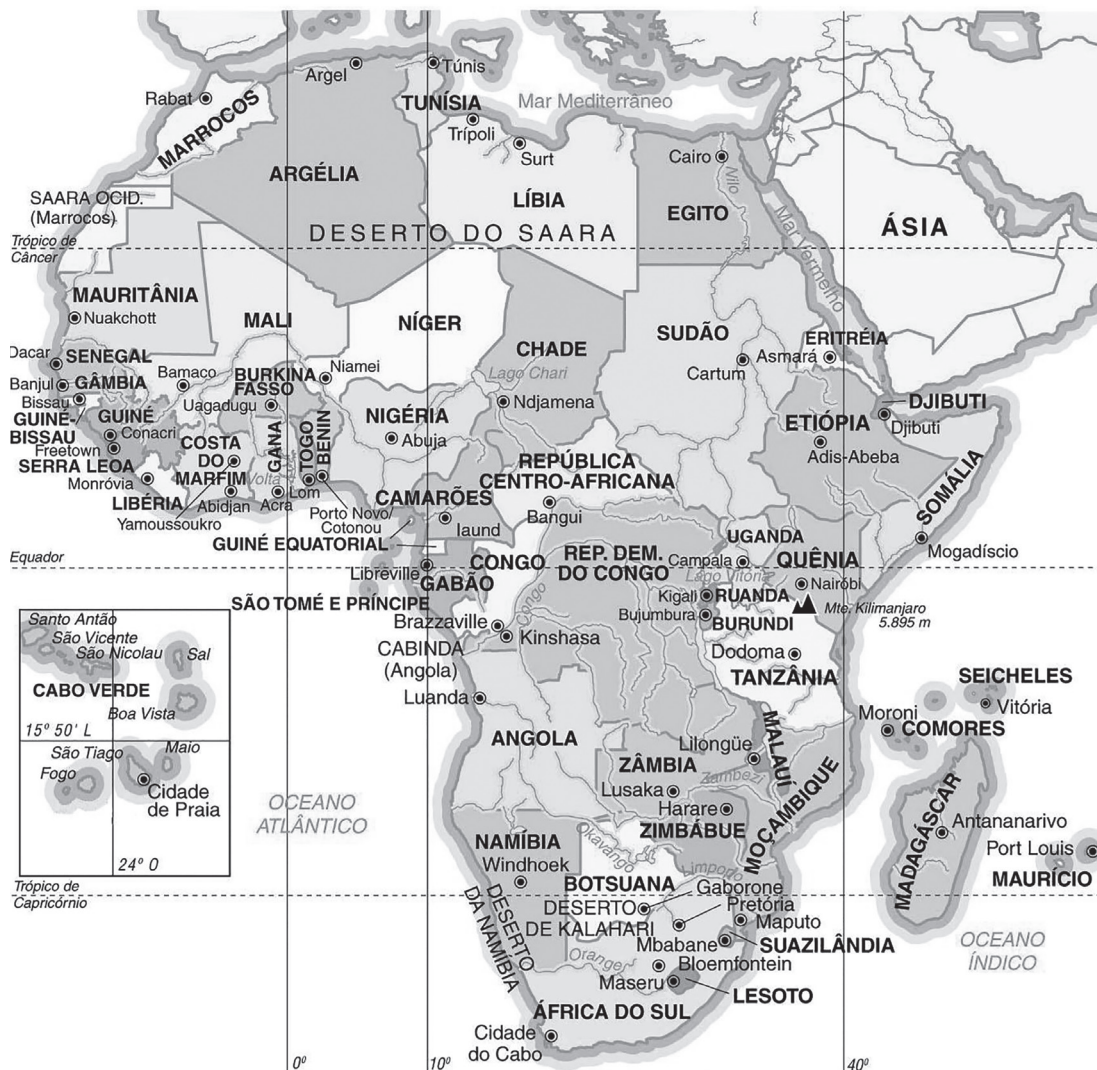 Argel
Túnis
Rabat
TUNÍSIA
Mar Mediterrâneo
Trípoli
MARROCOS
Surt
Cairo
Nilo
ARGÉLIA
SAARA OCID.
(Marrocos)
LÍBIA
EGITO
ÁSIA
Mar Vermelho
Trópico de
Câncer
DESERTO DO SAARA
MAURITÂNIA
Nuakchott
MALI
NÍGER
CHADE
SUDÃO
ERITRÉIA
Asmará
Cartum
Dacar
SENEGAL
Banjul
GÂMBIA
Bissau
GUINÉ-
BISSAU
GUINÉ
Conacri
Freetown
SERRA LEOA
Monróvia
LIBÉRIA
Bamaco
BURKINA
FASSO
Niamei
Uagadugu
COSTA
DO
MARFIM
Yamoussoukro
Abidjan
GANA
Volta
Acra
TOGO
Lom
BENIN
Porto Novo/
Cotonou
NIGÉRIA
Abuja
Lago Chari
Ndjamena
DJIBUTI
Djibuti
ETIÓPIA
Adis-Abeba
SOMÁLIA
Mogadíscio
REPÚBLICA
CENTRO-AFRICANA
Bangui
CAMARÕES
Iaund
GUINÉ EQUATORIAL
Equador
Libreville
GABÃO
CONGO
REP. DEM.
DO CONGO
UGANDA
Campala
QUÊNIA
Lago Vitória
Nairóbi
SÃO TOMÉ E PRÍNCIPE
Kigali
RUANDA
Mte. Kilimanjaro
5.895 m
Bujumbura
BURUNDI
Brazzaville
Congo
Kinshasa
CABINDA
(Angola)
Dodoma
TANZÂNIA
Luanda
SEICHELES
Vitória
Moroni
COMORES
Santo Antão
São Vicente
São Nicolau
Sal
CABO VERDE
Boa Vista
15º 50' L
São Tiago
Maio
Fogo
Cidade
de Praia
24º O
ANGOLA
MALAUÍ
Lilongüe
ZÂMBIA
Zambezi
Lusaka
Harare
ZIMBÁBUE
MOÇAMBIQUE
OCEANO
ATLÂNTICO
MADAGÁSCAR
Antananarivo
Port Louis
MAURÍCIO
NAMÍBIA
Windhoek
Okavango
Limpopo
BOTSUANA
Gaborone
Trópico de
Capricórnio
DESERTO
DA NAMÍBIA
DESERTO
DE KALAHARI
Pretória
Maputo
Mbabane
SUAZILÂNDIA
Orange
Bloemfontein
Maseru
LESOTO
OCEANO
ÍNDICO
ÁFRICA DO SUL
Cidade
do Cabo
0º
10º
40º